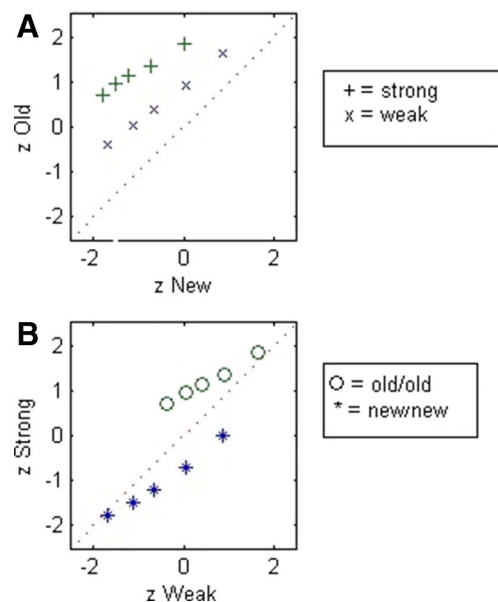 A
2
1
0
-1
-2
z Old
-2 0 2
z New
+ = strong
x = weak
B
2
1
0
-1
-2
z Strong
-2 0 2
z Weak
O = old/old
* = new/new